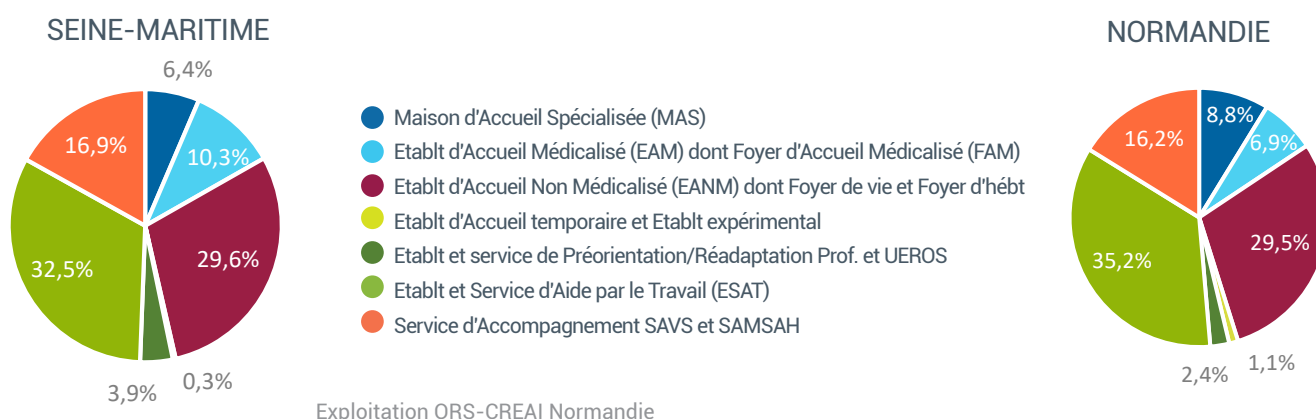 SEINE-MARITIME
6,4%
10,3%
29,6%
0,3%
3,9%
32,5%
16,9%
Maison d'Accueil Spécialisée (MAS)
Etablt d'Accueil Médicalisé (EAM) dont Foyer d'Accueil Médicalisé (FAM)
Etablt d'Accueil Non Médicalisé (EANM) dont Foyer de vie et Foyer d'hébt
Etablt d'Accueil temporaire et Etablt expérimental
Etablt et service de Préorientation/Réadaptation Prof. et UEROS
Etablt et Service d'Aide par le Travail (ESAT)
Service d'Accompagnement SAVS et SAMSAH
NORMANDIE
8,8%
6,9%
29,5%
1,1%
2,4%
35,2%
16,2%
Exploitation ORS-CREAI Normandie